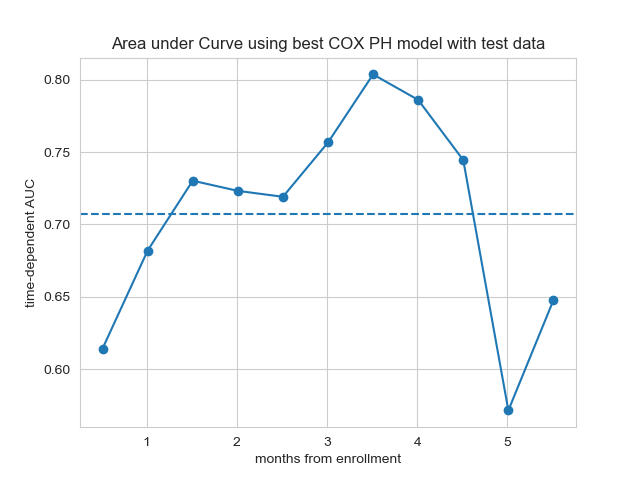 Area under Curve using best COX PH model with test data
0.80
0.75
0.70
0.65
0.60
time-dependent AUC
1 2 3 4 5
months from enrollment